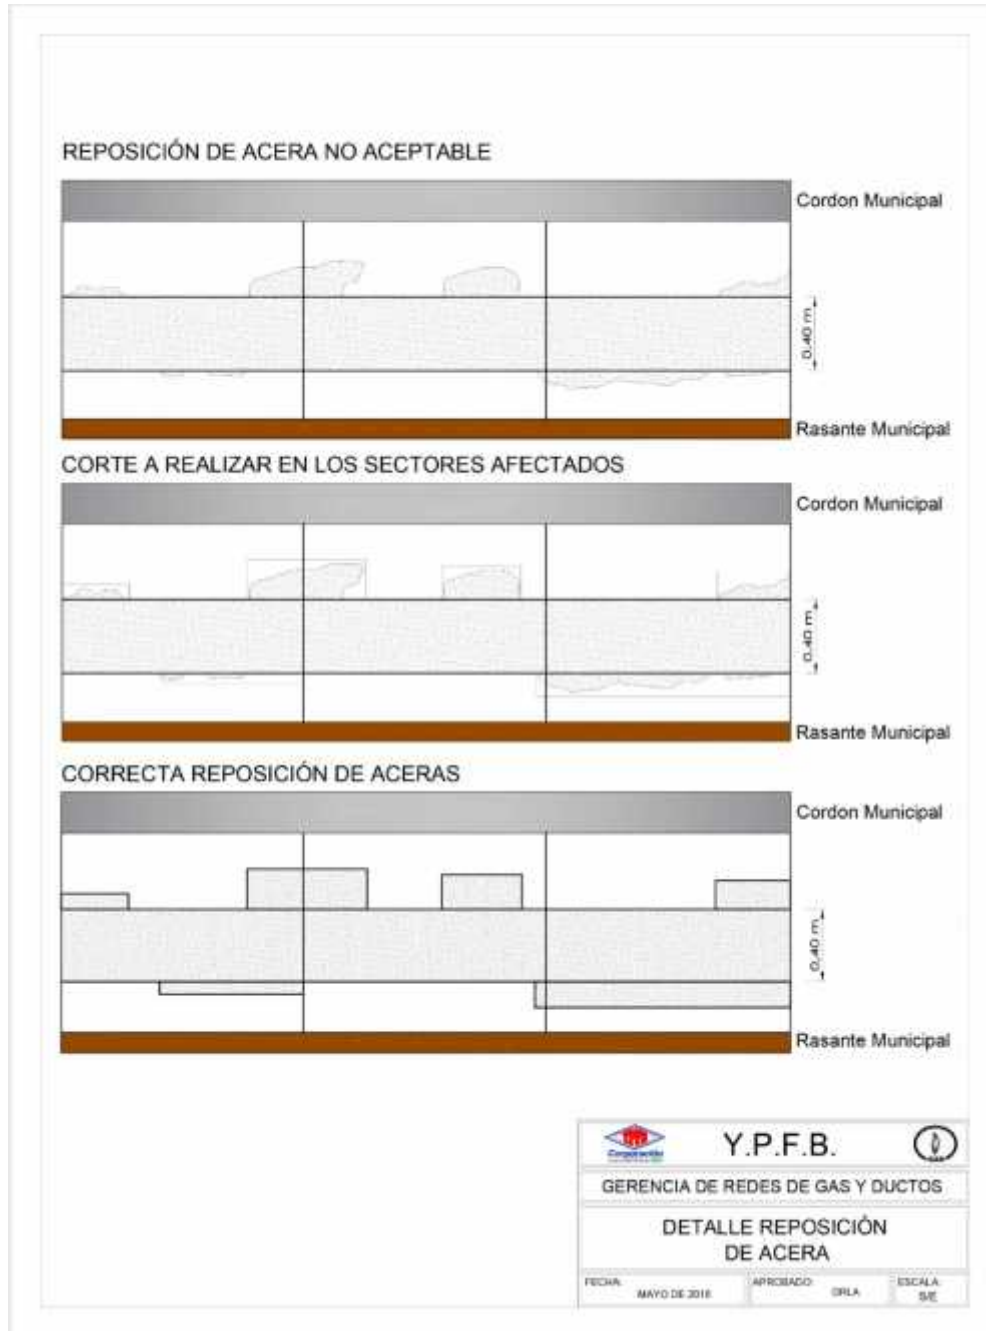 REPOSICIÓN DE ACERA NO ACEPTABLE
Cordon Municipal
0,40 m
Rasante Municipal
CORTE A REALIZAR EN LOS SECTORES AFECTADOS
Cordon Municipal
0,40 m
Rasante Municipal
CORRECTA REPOSICIÓN DE ACERAS
Cordon Municipal
0,40 m
Rasante Municipal
Corporación
Y.P.F.B.
GERENCIA DE REDES DE GAS Y DUCTOS
DETALLE REPOSICIÓN
DE ACERA
FECHA:
MAYO DE
APROBADO:
ESCALA:
S/E